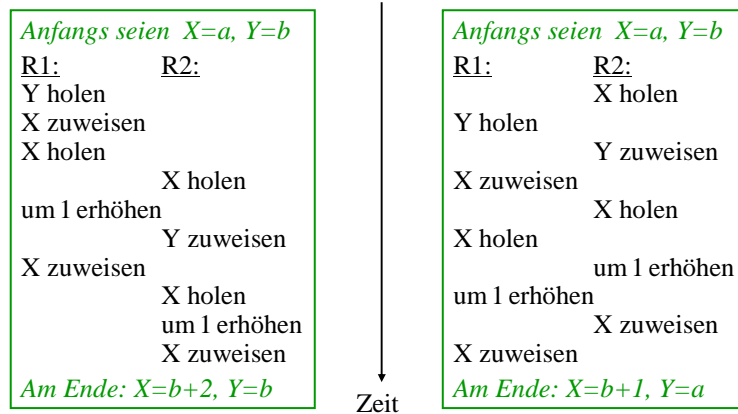 Anfangs seien X=a, Y=b
R1: R2:
Y holen
X zuweisen
X holen
X holen
um 1 erhöhen
Y zuweisen
X zuweisen
X holen
um 1 erhöhen
X zuweisen
Am Ende: X=b+2, Y=b
Zeit
Anfangs seien X=a, Y=b
R1: R2:
X holen
Y holen
Y zuweisen
X zuweisen
X holen
X holen
um 1 erhöhen
um 1 erhöhen
X zuweisen
X zuweisen
Am Ende: X=b+1, Y=a